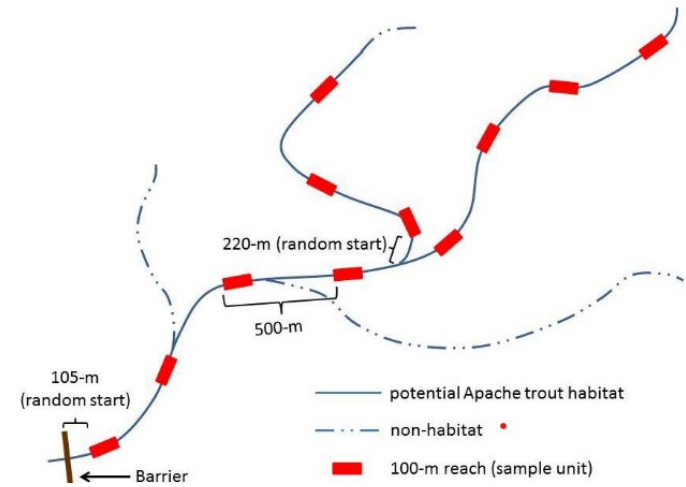 220-m (random start)
500-m
105-m
(random start)
Barrier
potential Apache trout habitat
non-habitat
100-m reach (sample unit)